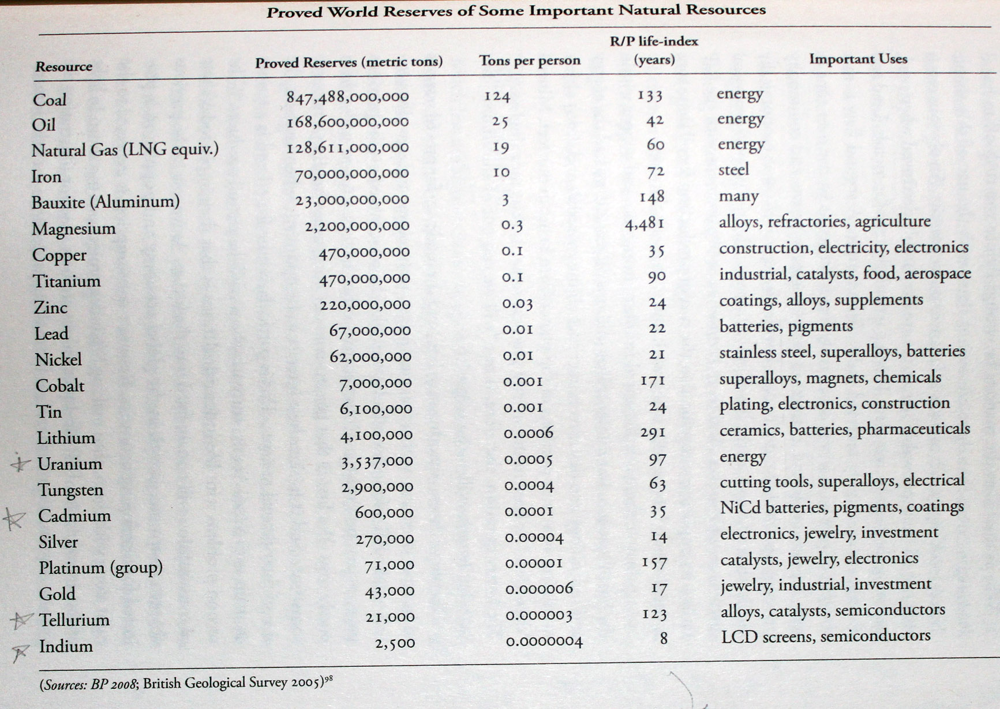 Proved World Reserves of Some Important Natural Resources
R/P life-index
Resource Proved Reserves (metric tons) Tons per person (years) Important Uses
Coal 847,488,000,000 124 133 energy
Oil 168,600,000,000 25 42 energy
Natural Gas (LNG equiv.) 128,611,000,000 19 60 energy
Iron 70,000,000,000 10 72 steel
Bauxite (Aluminum) 23,000,000,000 3 148 many
Magnesium 2,200,000,000 0.3 4,481 alloys, refractories, agriculture
Copper 470,000,000 0.1 35 construction, electricity, electronics
Titanium 470,000,000 0.1 90 industrial, catalysts, food, aerospace
Zinc 220,000,000 0.03 24 coatings, alloys, supplements
Lead 67,000,000 0.01 22 batteries, pigments
Nickel 62,000,000 0.01 21 stainless steel, superalloys, batteries
Cobalt 7,000,000 0.001 171 superalloys, magnets, chemicals
Tin 6,100,000 0.001 24 plating, electronics, construction
Lithium 4,100,000 0.0006 291 ceramics, batteries, pharmaceuticals
Uranium 3,537,000 0.0005 97 energy
Tungsten 2,900,000 0.0004 63 cutting tools, superalloys, electrical
Cadmium 600,000 0.0001 35 NiCd batteries, pigments, coatings
Silver 270,000 0.00004 14 electronics, jewelry, investment
Platinum (group) 71,000 0.00001 157 catalysts, jewelry, electronics
Gold 43,000 0.000006 17 jewelry, industrial, investment
Tellurium 21,000 0.000003 123 alloys, catalysts, semiconductors
Indium 2,500 0.0000004 8 LCD screens, semiconductors
(Sources: BP 2008; British Geological Survey 2005)⁹⁸